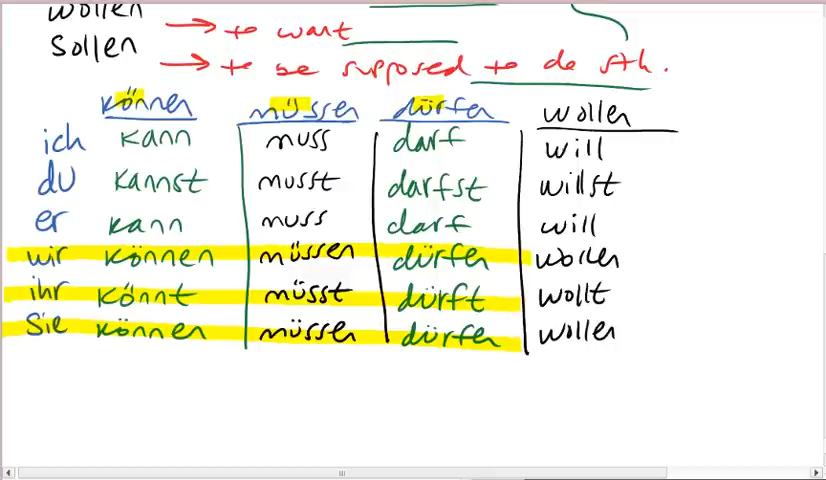 wollen
→ to want
Sollen
→ to be supposed to do sth.
können müssen dürfen wollen
ich kann muss darf will
du kannst musst darfst willst
er kann muss darf will
wir können müssen dürfen wollen
ihr könnt müsst dürft wollt
Sie können müssen dürfen wollen